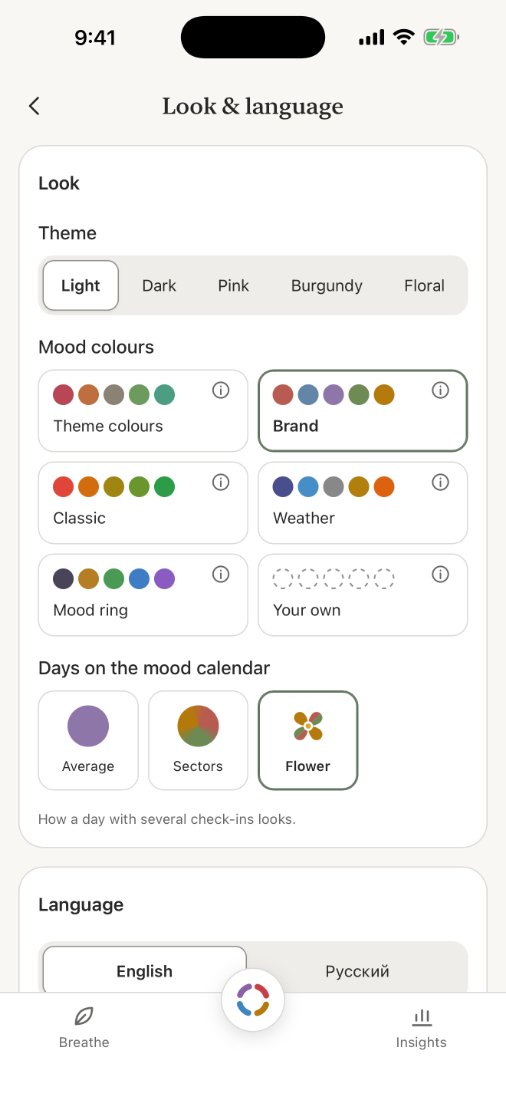 9:41
Look & language
Look
Theme
Light Dark Pink Burgundy Floral
Mood colours
Theme colours Brand
Classic Weather
Mood ring Your own
Days on the mood calendar
Average Sectors Flower
How a day with several check-ins looks.
Language
English Русский
Breathe Insights